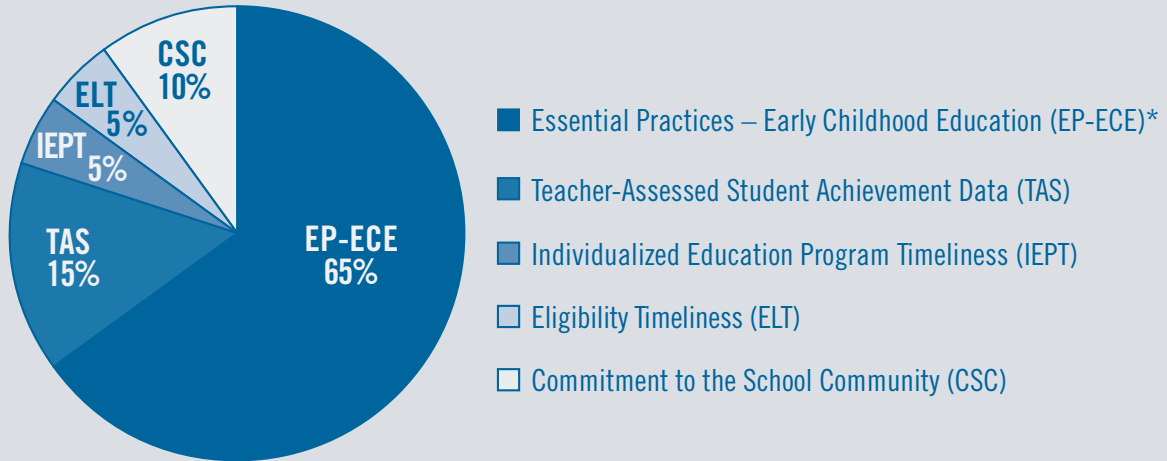 CSC
10%
ELT
5%
IEPT
5%
TAS
15%
EP-ECE
65%
Essential Practices – Early Childhood Education (EP-ECE)*
Teacher-Assessed Student Achievement Data (TAS)
Individualized Education Program Timeliness (IEPT)
Eligibility Timeliness (ELT)
Commitment to the School Community (CSC)